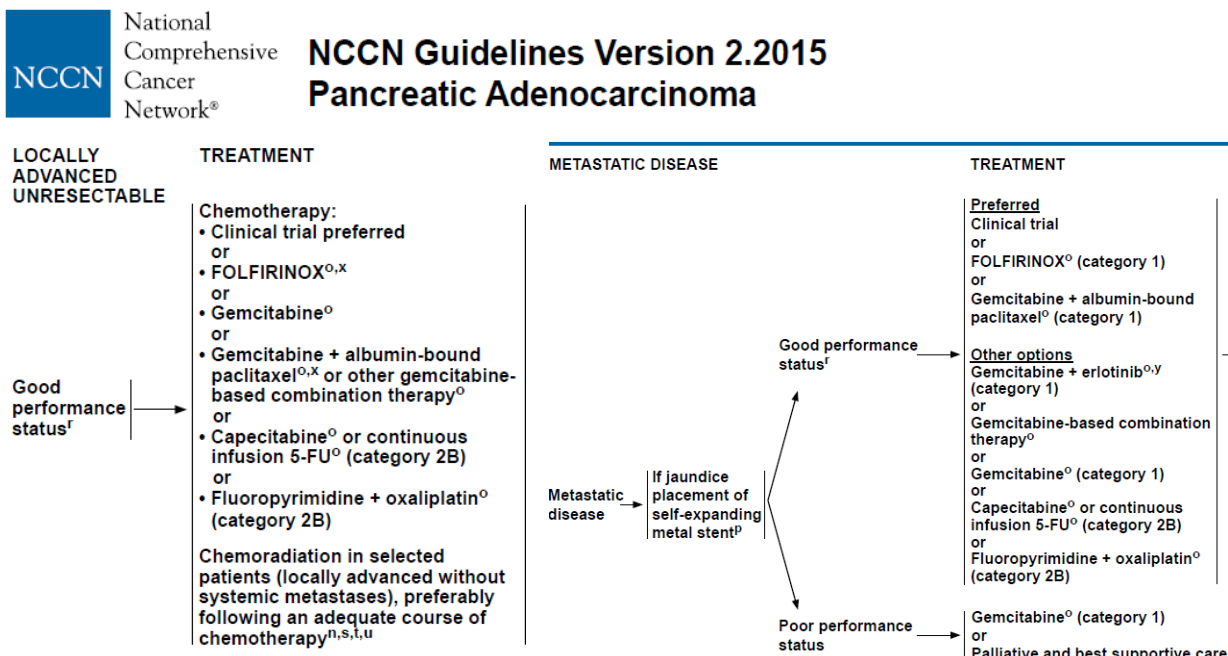 National
Comprehensive
NCCN Cancer
Network®
NCCN Guidelines Version 2.2015
Pancreatic Adenocarcinoma
LOCALLY
ADVANCED
UNRESECTABLE
TREATMENT
Good
performance
statusʳ
Chemotherapy:
• Clinical trial preferred
or
• FOLFIRINOXᵒ,ˣ
or
• Gemcitabineᵒ
or
• Gemcitabine + albumin-bound
paclitaxelᵒ,ˣ or other gemcitabine-
based combination therapyᵒ
or
• Capecitabineᵒ or continuous
infusion 5-FUᵒ (category 2B)
or
• Fluoropyrimidine + oxaliplatinᵒ
(category 2B)
Chemoradiation in selected
patients (locally advanced without
systemic metastases), preferably
following an adequate course of
chemotherapyⁿ,ˢ,ᵗ,ᵘ
METASTATIC DISEASE
TREATMENT
Metastatic
disease
If jaundice
placement of
self-expanding
metal stentᵖ
Good performance
statusʳ
Preferred
Clinical trial
or
FOLFIRINOXᵒ (category 1)
or
Gemcitabine + albumin-bound
paclitaxelᵒ (category 1)
Other options
Gemcitabine + erlotinibᵒ,ʸ
(category 1)
or
Gemcitabine-based combination
therapyᵒ
or
Gemcitabineᵒ (category 1)
or
Capecitabineᵒ or continuous
infusion 5-FUᵒ (category 2B)
or
Fluoropyrimidine + oxaliplatinᵒ
(category 2B)
Poor performance
status
Gemcitabineᵒ (category 1)
or
Palliative and best supportive care